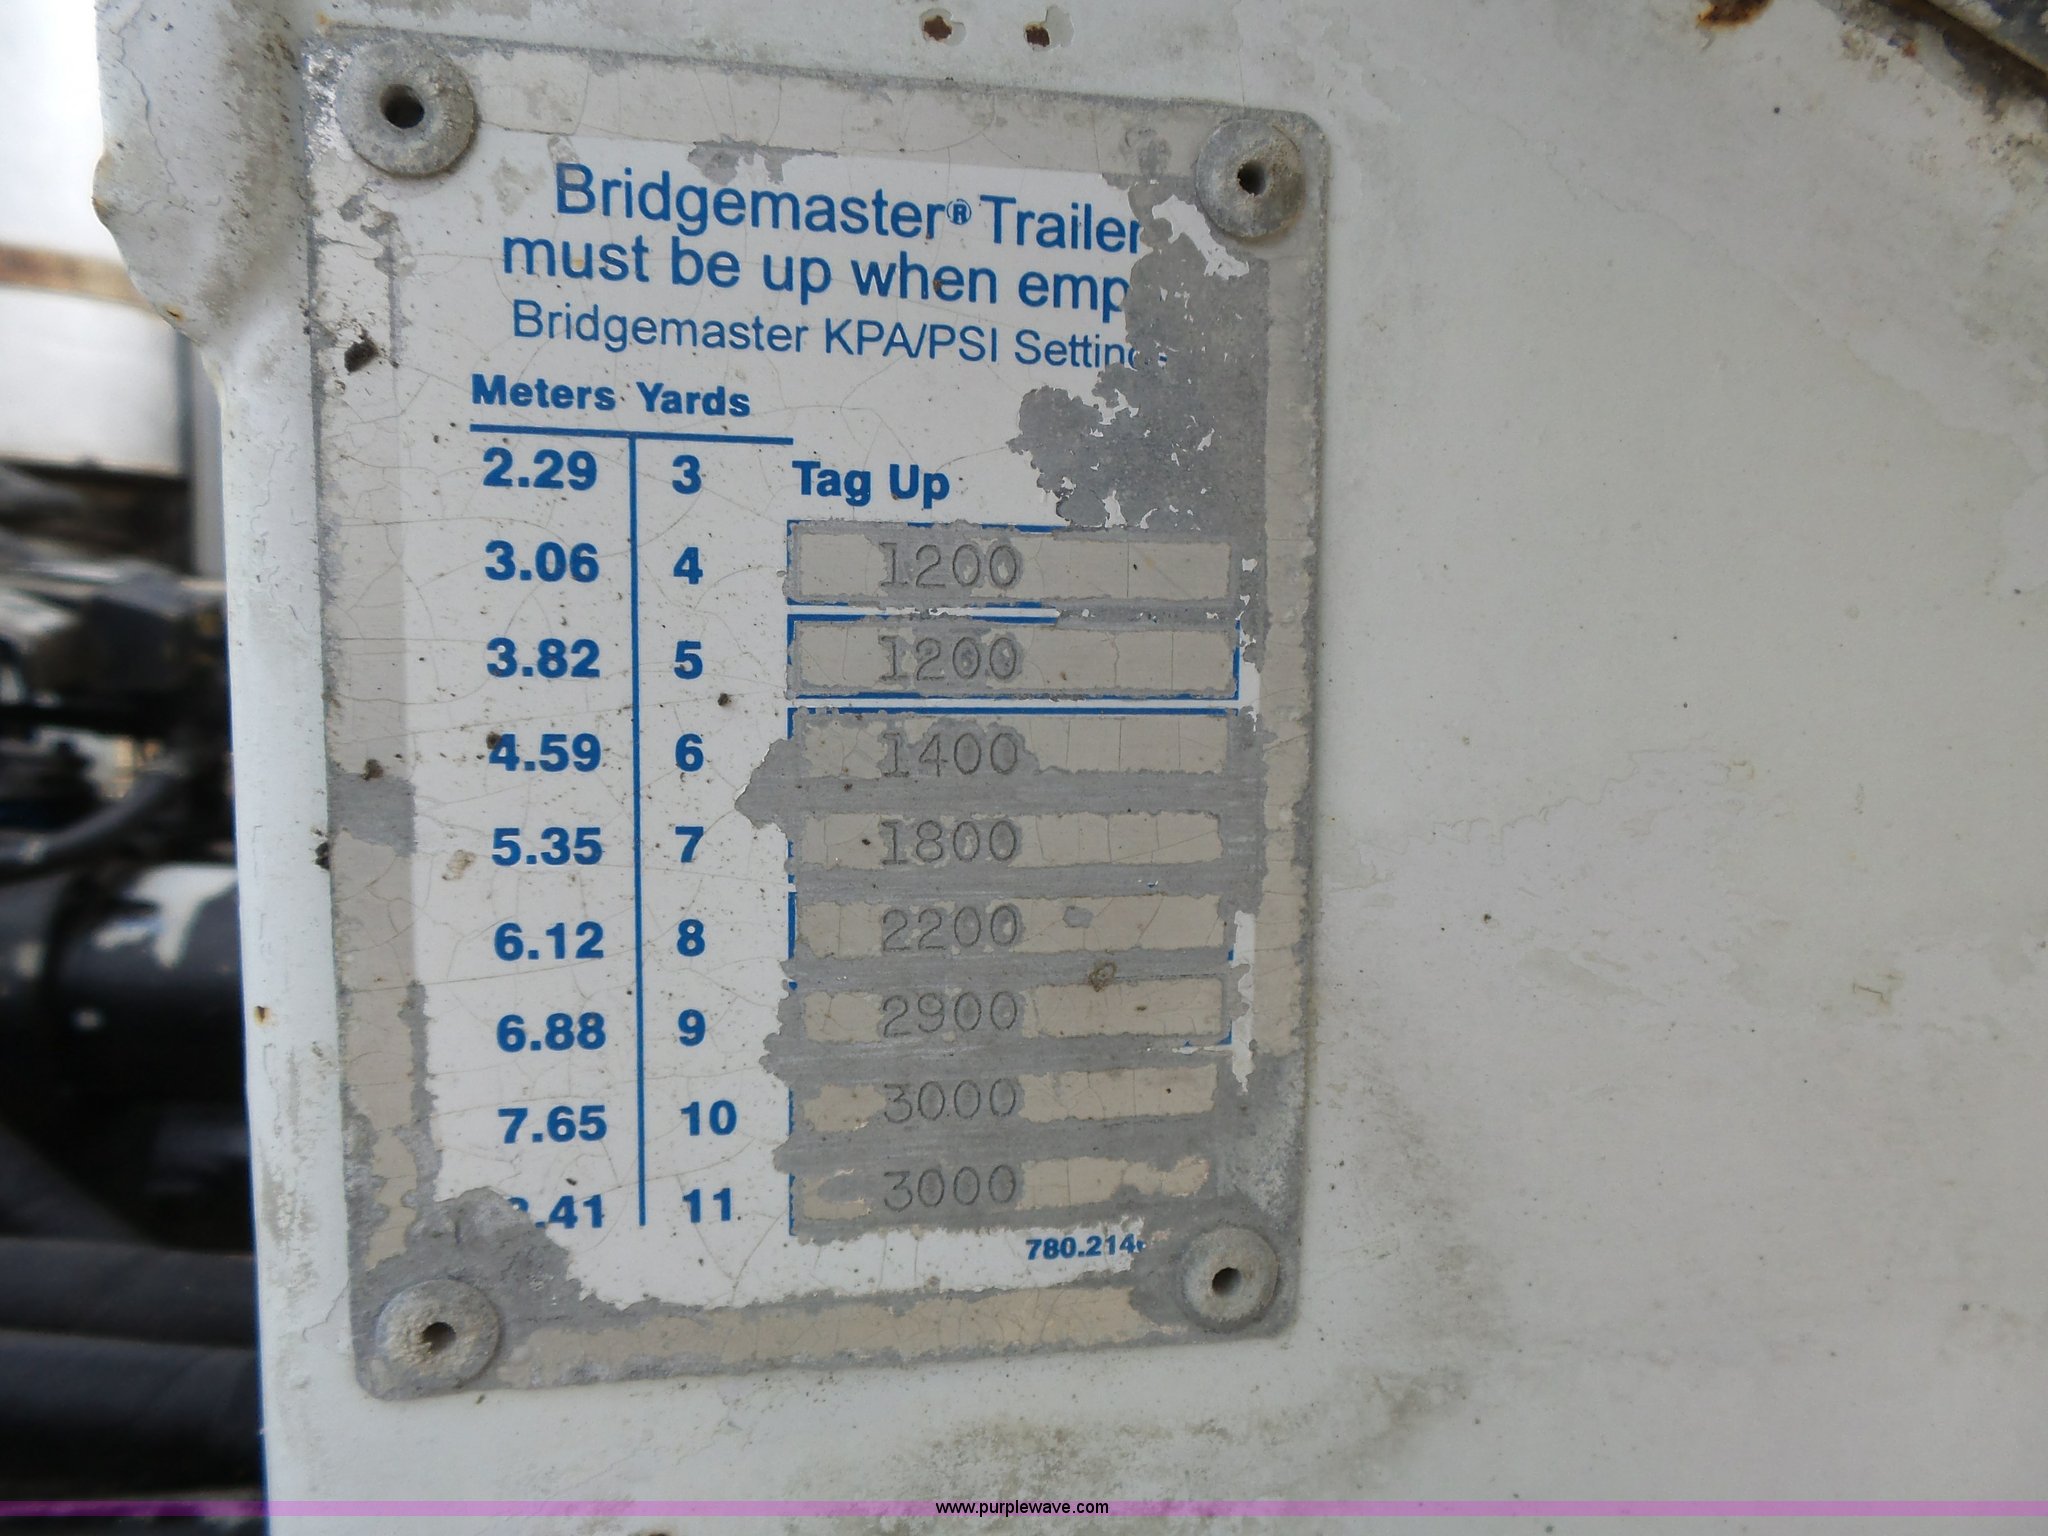 Bridgemaster® Trailer
must be up when emp
Bridgemaster KPA/PSI Setting
Meters Yards
2.29 3 Tag Up
3.06 4 1200
3.82 5 1200
4.59 6 1400
5.35 7 1800
6.12 8 2200
6.88 9 2900
7.65 10 3000
.41 11 3000
780.214
www.purplewave.com